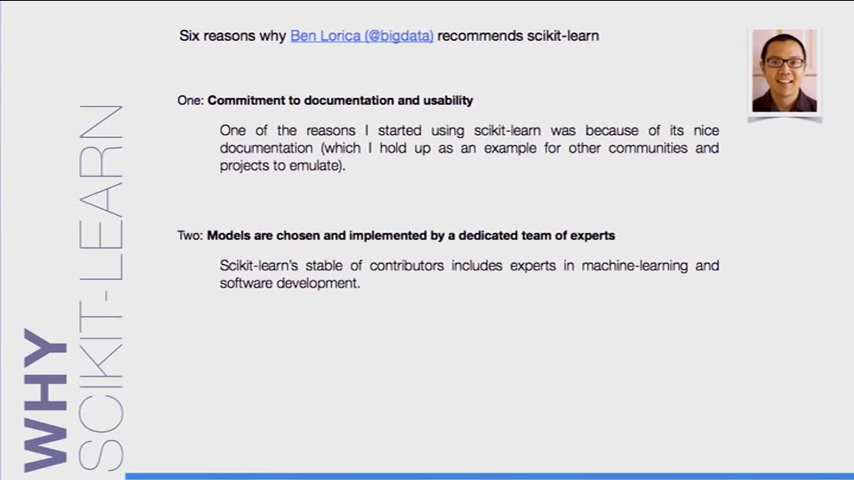 Six reasons why Ben Lorica (@bigdata) recommends scikit-learn
One: Commitment to documentation and usability
One of the reasons I started using scikit-learn was because of its nice
documentation (which I hold up as an example for other communities and
projects to emulate).
Two: Models are chosen and implemented by a dedicated team of experts
Scikit-learn's stable of contributors includes experts in machine-learning and
software development.
WHY
SCIKIT-LEARN